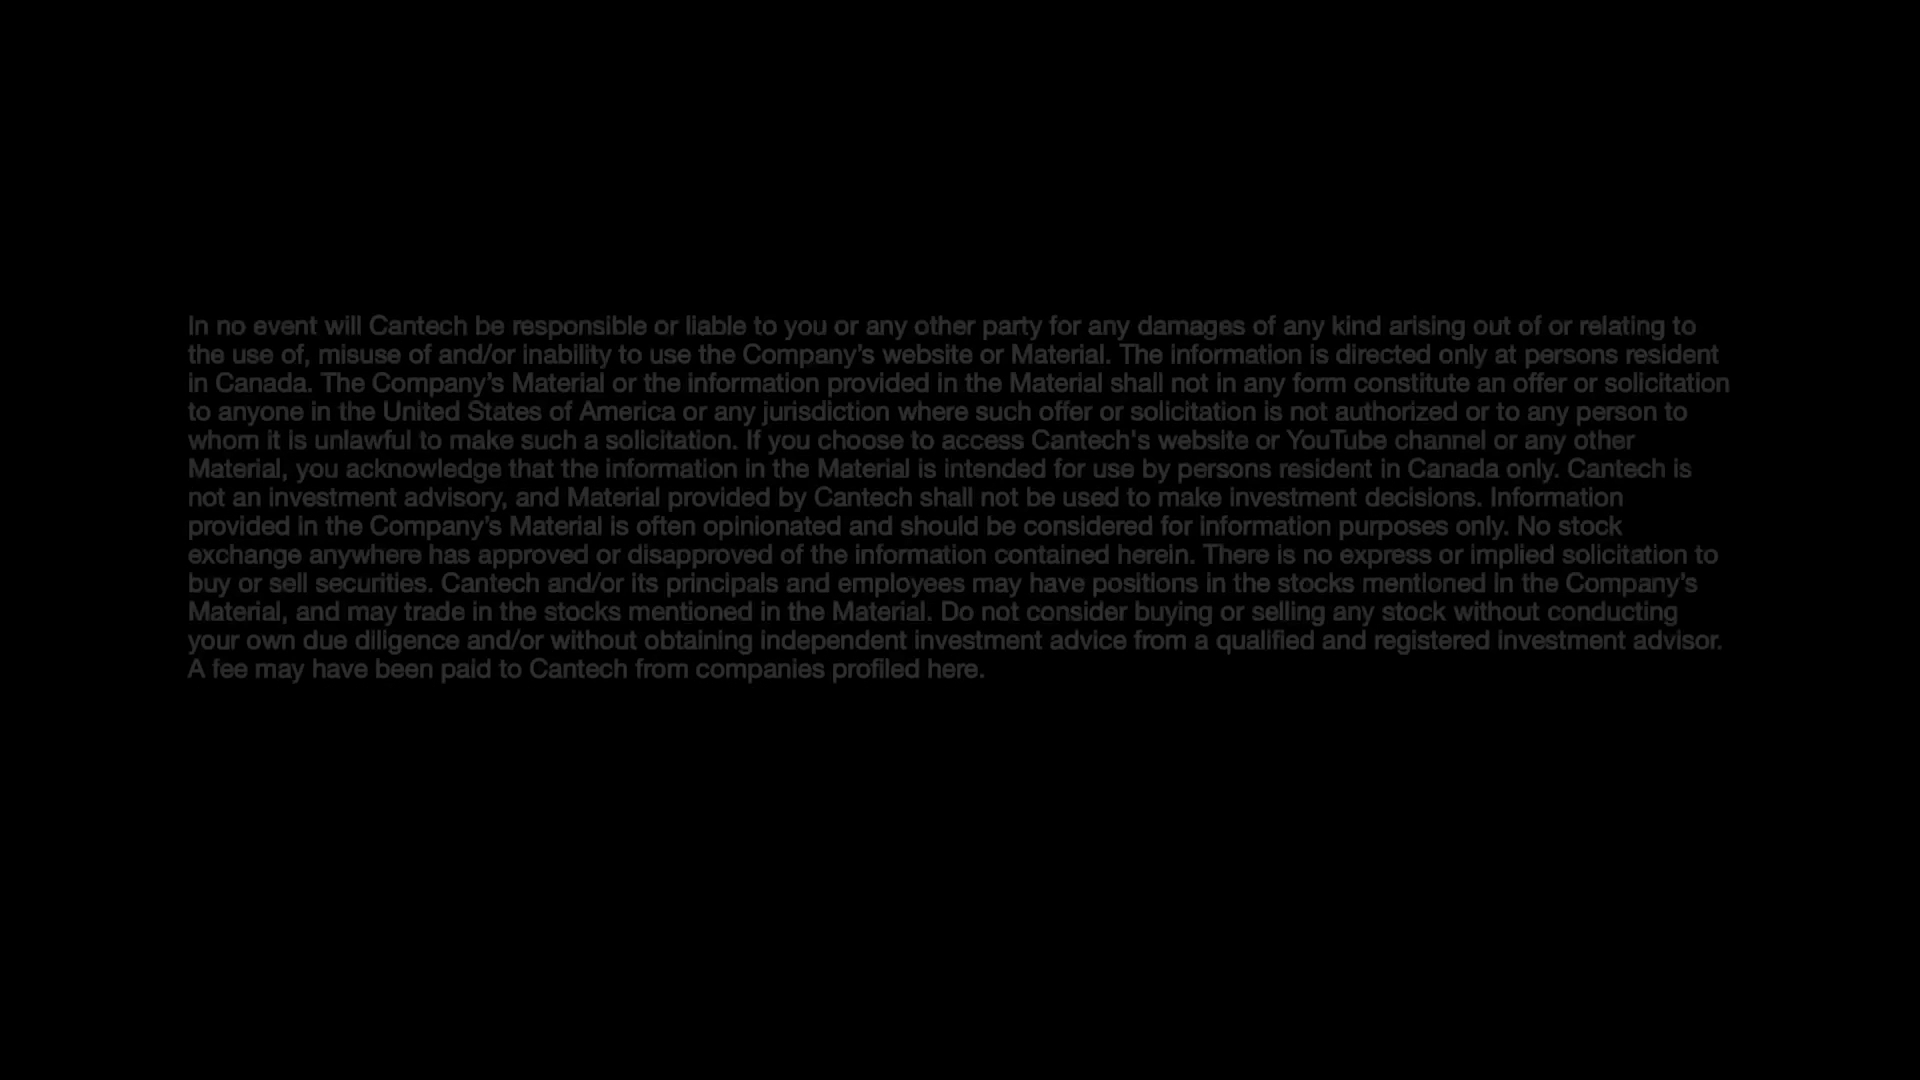 In no event will Cantech be responsible or liable to you or any other party for any damages of any kind arising out of or relating to
the use of, misuse of and/or inability to use the Company’s website or Material. The information is directed only at persons resident
in Canada. The Company’s Material or the information provided in the Material shall not in any form constitute an offer or solicitation
to anyone in the United States of America or any jurisdiction where such offer or solicitation is not authorized or to any person to
whom it is unlawful to make such a solicitation. If you choose to access Cantech's website or YouTube channel or any other
Material, you acknowledge that the information in the Material is intended for use by persons resident in Canada only. Cantech is
not an investment advisory, and Material provided by Cantech shall not be used to make investment decisions. Information
provided in the Company’s Material is often opinionated and should be considered for information purposes only. No stock
exchange anywhere has approved or disapproved of the information contained herein. There is no express or implied solicitation to
buy or sell securities. Cantech and/or its principals and employees may have positions in the stocks mentioned in the Company’s
Material, and may trade in the stocks mentioned in the Material. Do not consider buying or selling any stock without conducting
your own due diligence and/or without obtaining independent investment advice from a qualified and registered investment advisor.
A fee may have been paid to Cantech from companies profiled here.